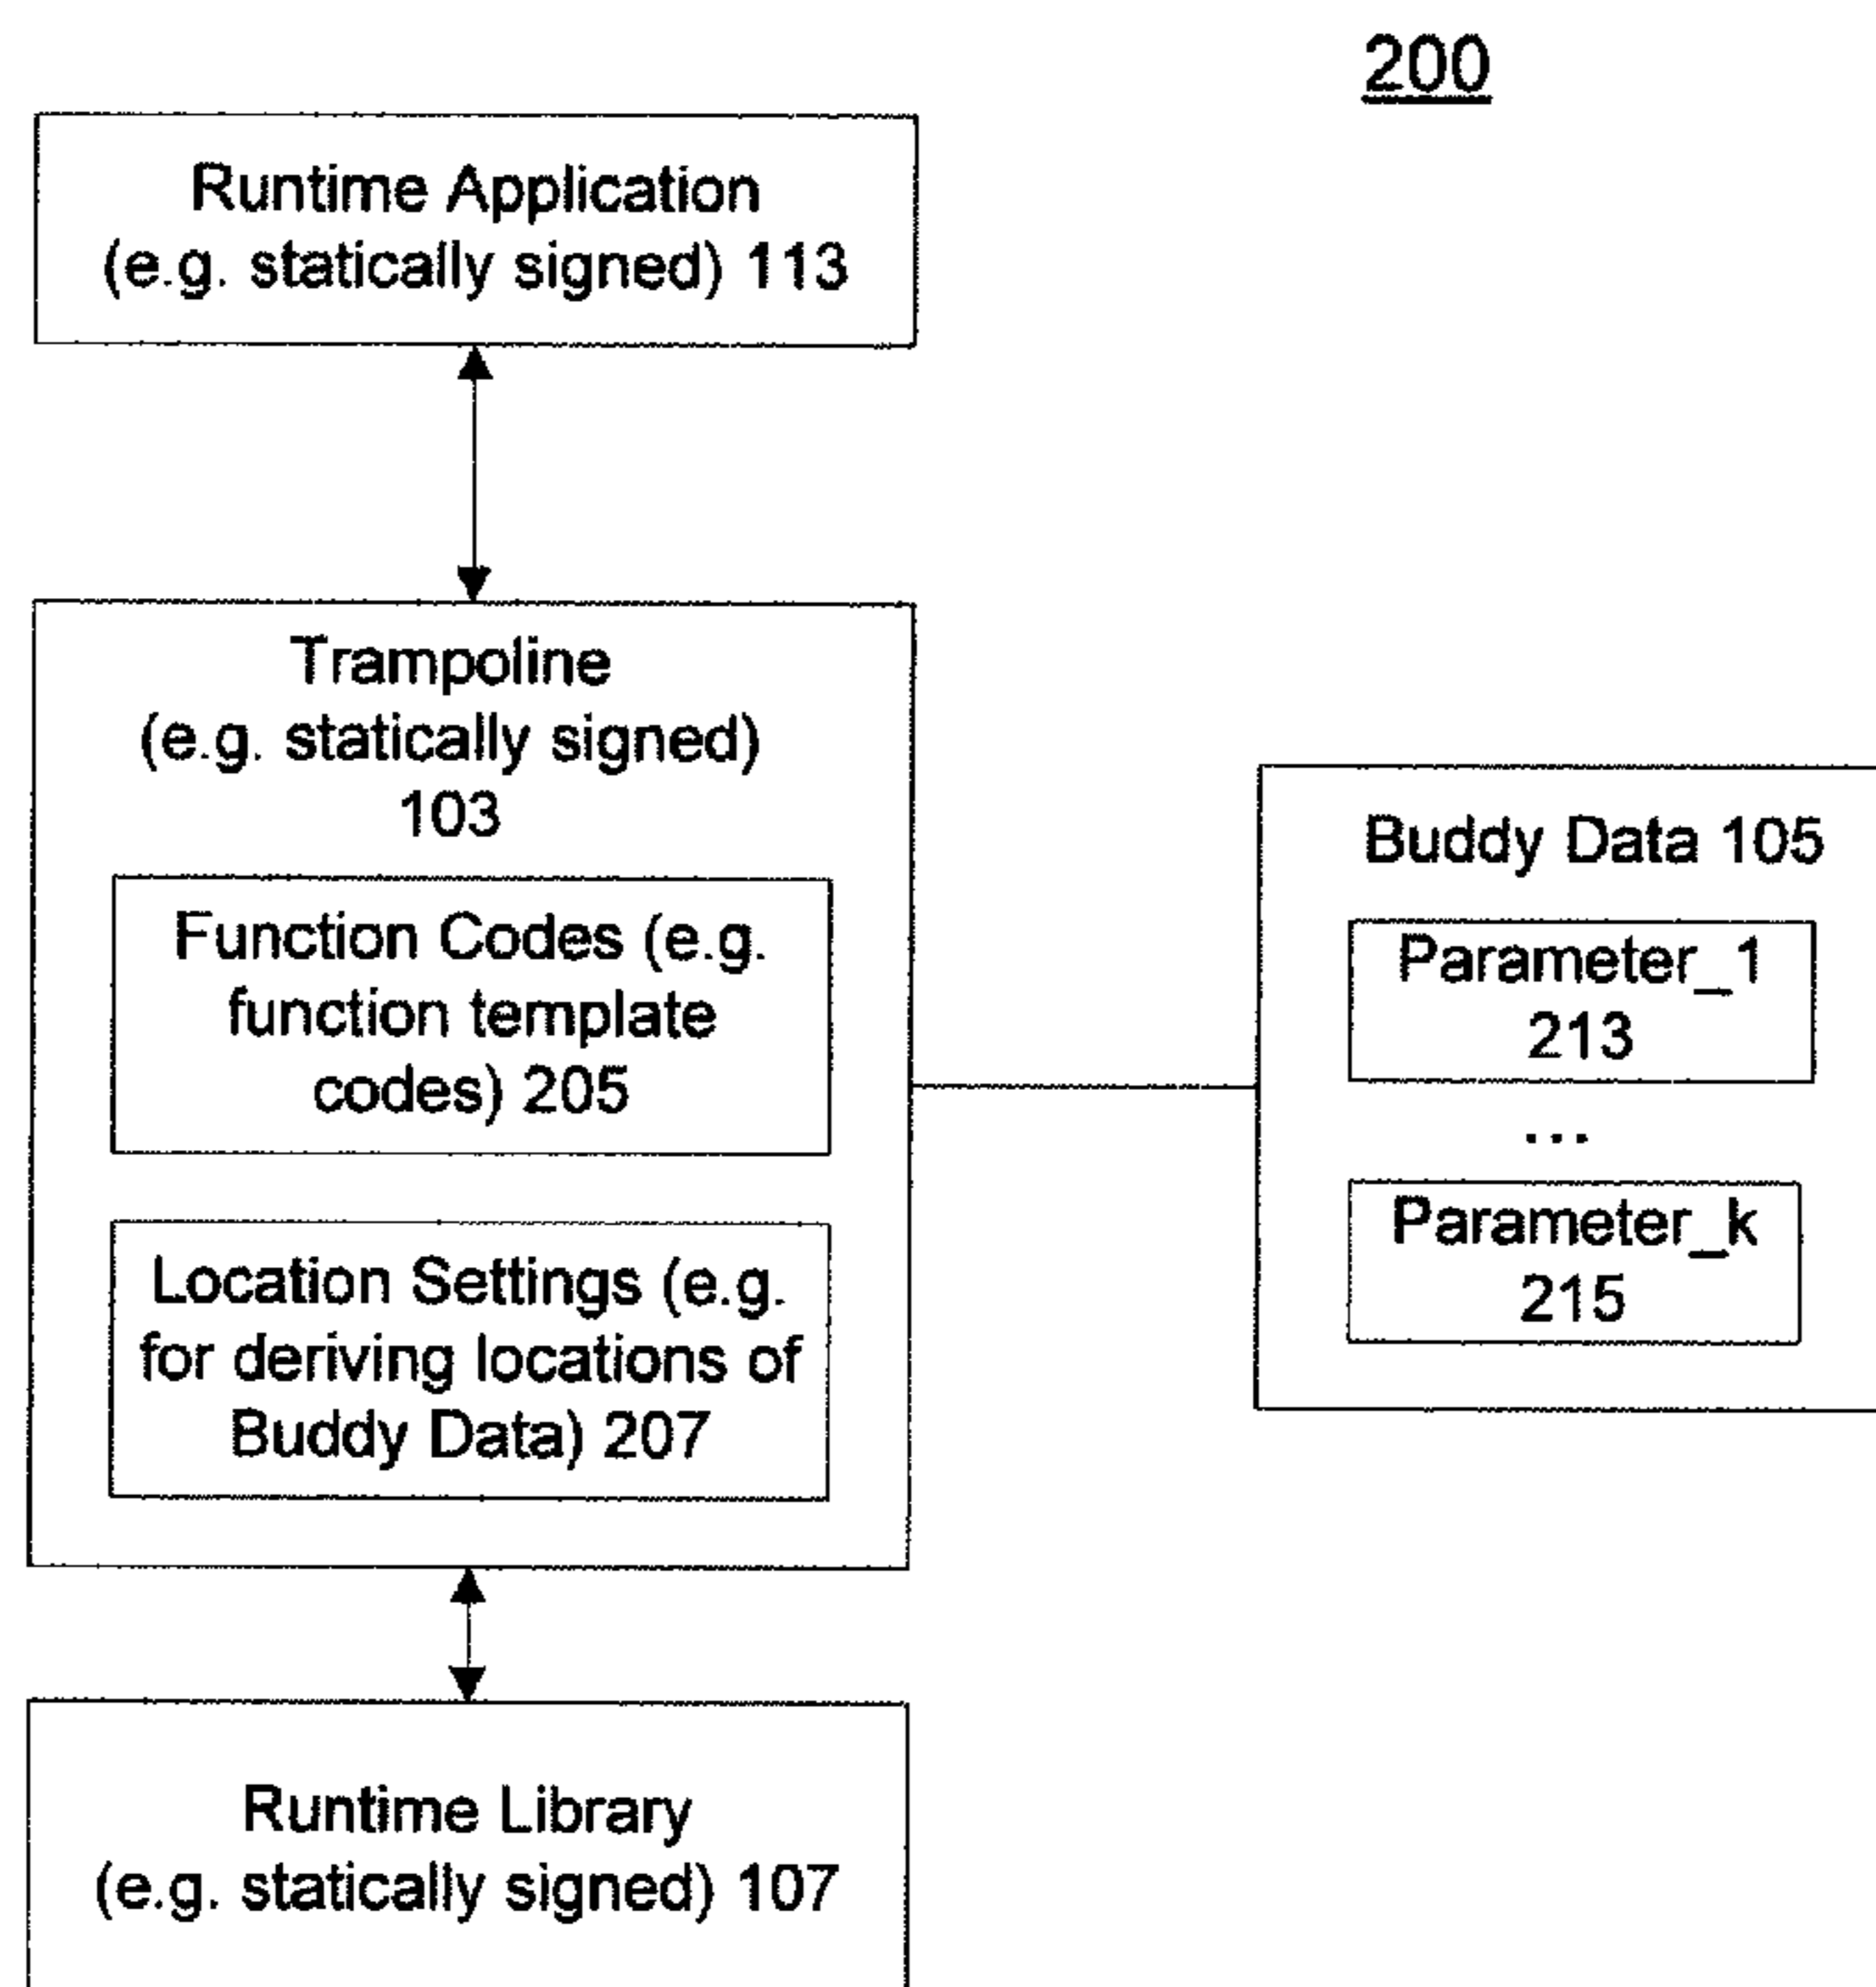 200
Runtime Application
(e.g. statically signed) 113
Trampoline
(e.g. statically signed)
103
Function Codes (e.g.
function template
codes) 205
Location Settings (e.g.
for deriving locations of
Buddy Data) 207
Buddy Data 105
Parameter_1
213
...
Parameter_k
215
Runtime Library
(e.g. statically signed) 107